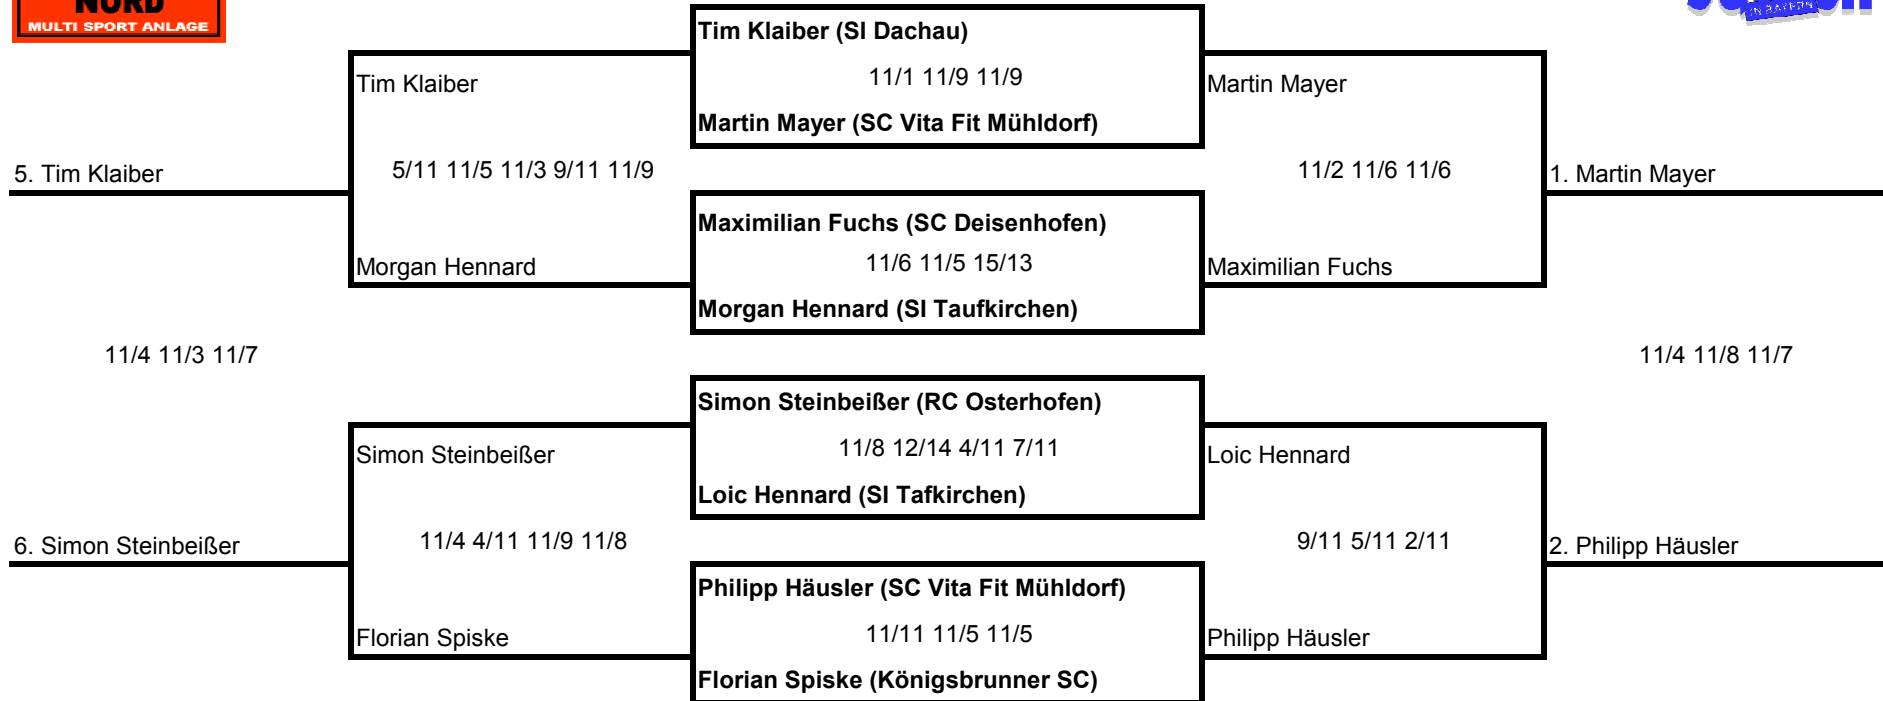 NORD
MULTI SPORT ANLAGE
IN BAYERN
Tim Klaiber (SI Dachau)
11/1 11/9 11/9
Martin Mayer (SC Vita Fit Mühldorf)
Tim Klaiber
Martin Mayer
5. Tim Klaiber
5/11 11/5 11/3 9/11 11/9
11/2 11/6 11/6
1. Martin Mayer
Maximilian Fuchs (SC Deisenhofen)
11/6 11/5 15/13
Morgan Hennard (SI Taufkirchen)
Morgan Hennard
Maximilian Fuchs
11/4 11/3 11/7
11/4 11/8 11/7
Simon Steinbeißer (RC Osterhofen)
11/8 12/14 4/11 7/11
Loic Hennard (SI Tafkirchen)
Simon Steinbeißer
Loic Hennard
6. Simon Steinbeißer
11/4 4/11 11/9 11/8
9/11 5/11 2/11
2. Philipp Häusler
Philipp Häusler (SC Vita Fit Mühldorf)
11/11 11/5 11/5
Florian Spiske (Königsbrunner SC)
Florian Spiske
Philipp Häusler